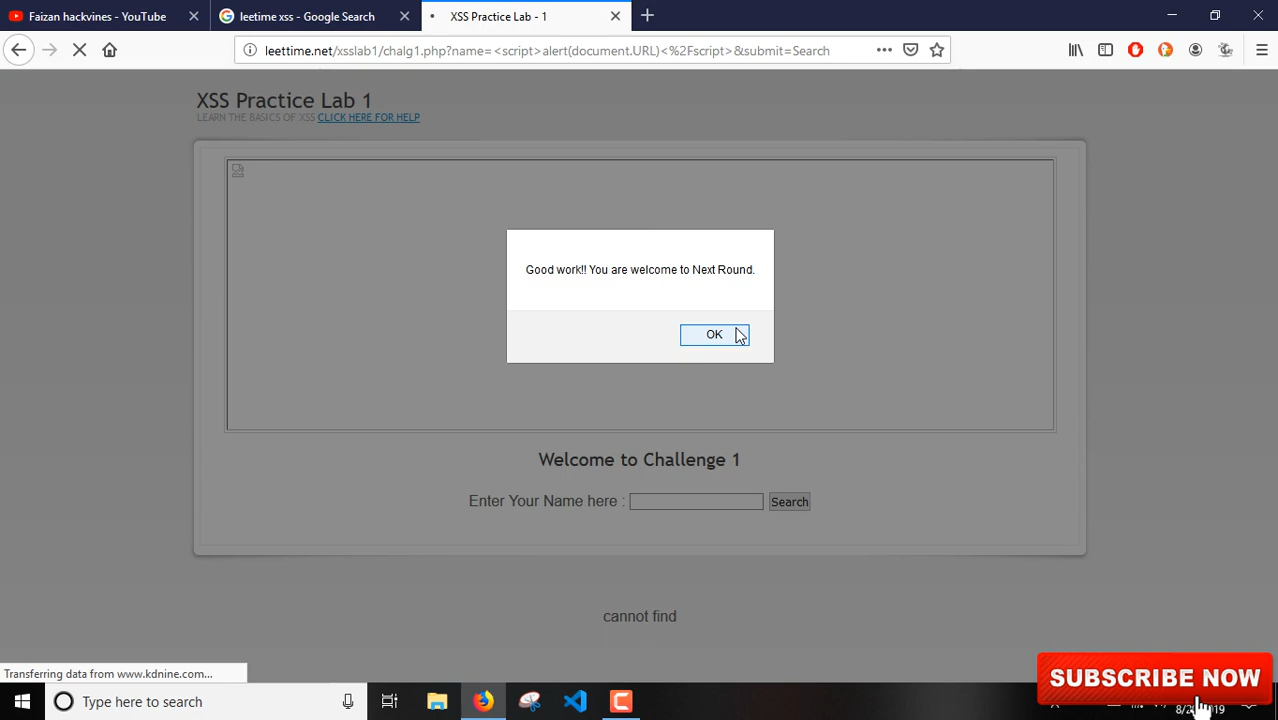 Faizan hackvines - YouTube
leetime xss - Google Search
XSS Practice Lab - 1
leettime.net/xsslab1/chalg1.php?name=<script>alert(document.URL)<%2Fscript>&submit=Search
XSS Practice Lab 1
LEARN THE BASICS OF XSS CLICK HERE FOR HELP
Good work!! You are welcome to Next Round.
OK
Welcome to Challenge 1
Enter Your Name here :
Search
cannot find
Transferring data from www.kdnine.com...
SUBSCRIBE NOW
Type here to search